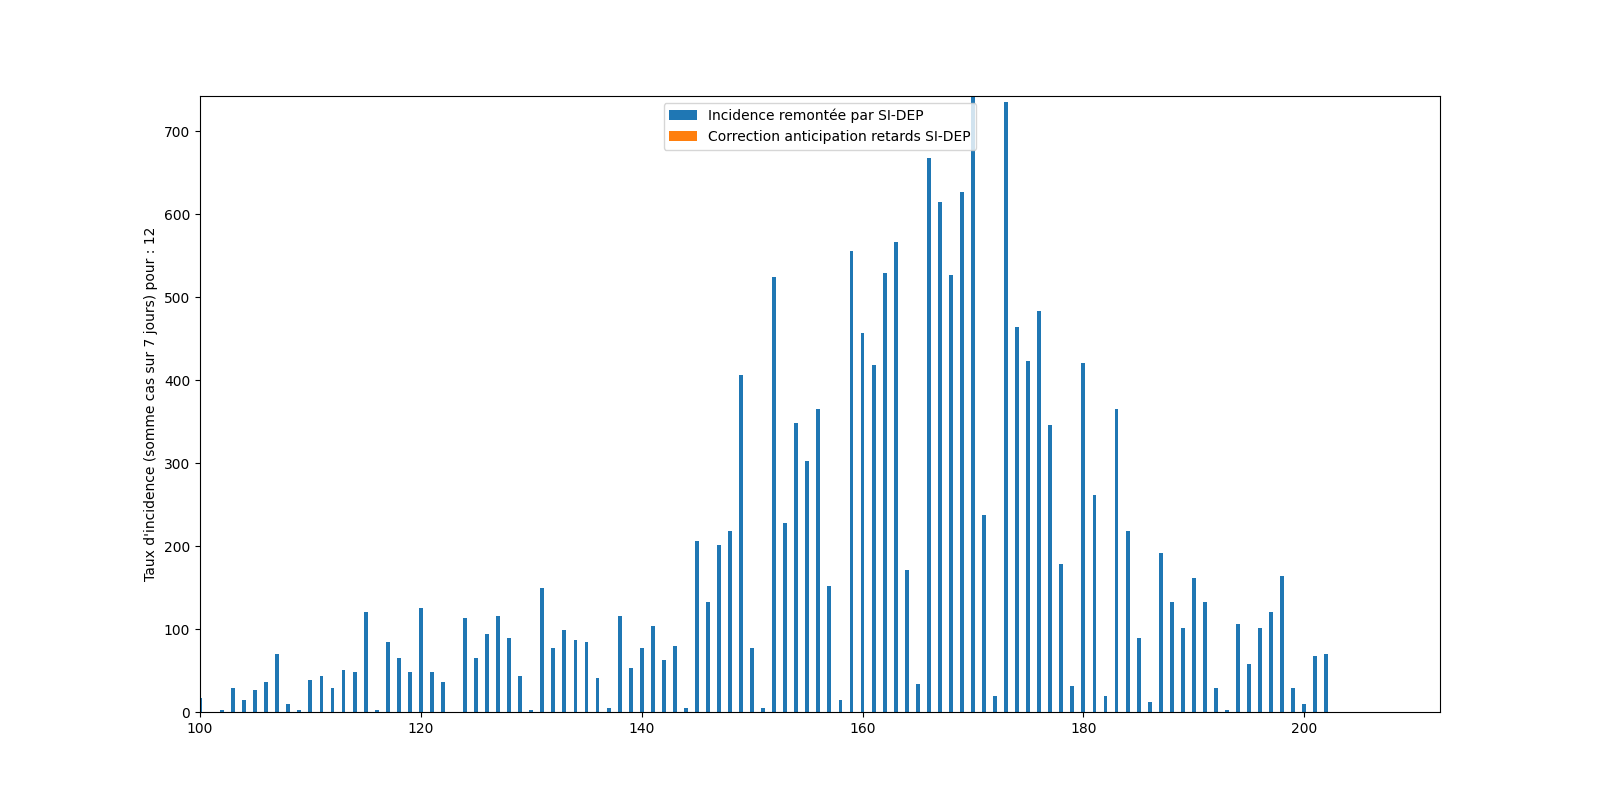 Incidence remontée par SI-DEP
Correction anticipation retards SI-DEP
Taux d'incidence (somme cas sur 7 jours) pour : 12
700
600
500
400
300
200
100
0
100 120 140 160 180 200